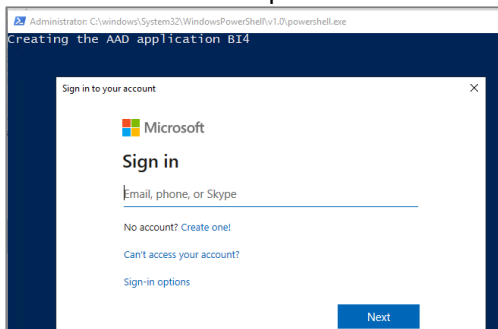 Administrator: C:\windows\System32\WindowsPowerShell\v1.0\powershell.exe
Creating the AAD application BI4
Sign in to your account
Microsoft
Sign in
Email, phone, or Skype
No account? Create one!
Can't access your account?
Sign-in options
Next